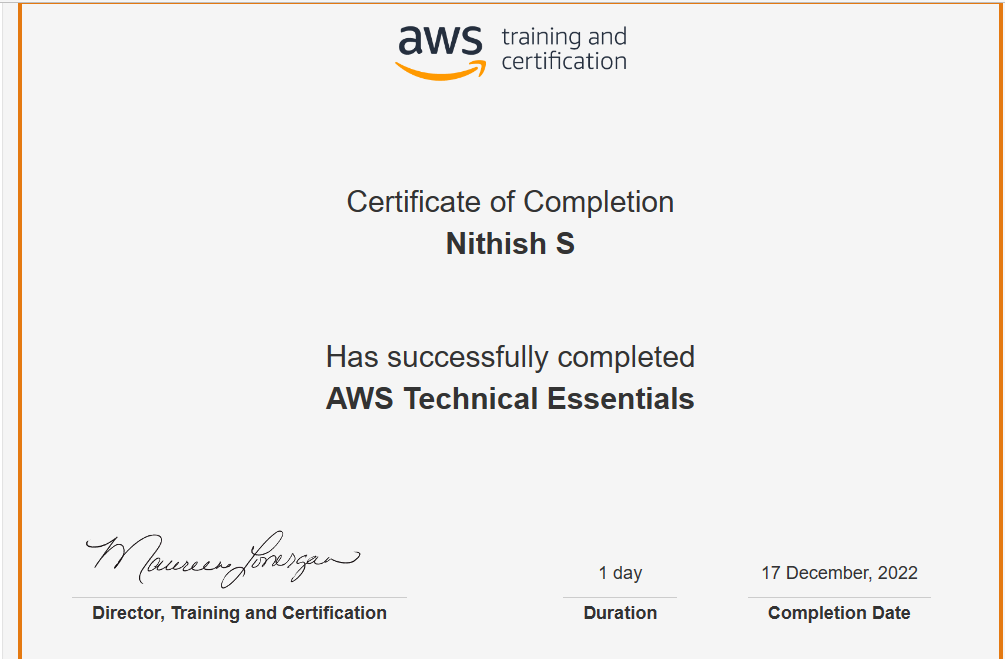 aws training and
certification
Certificate of Completion
Nithish S
Has successfully completed
AWS Technical Essentials
Maureen Lonergan
1 day
17 December, 2022
Director, Training and Certification
Duration
Completion Date